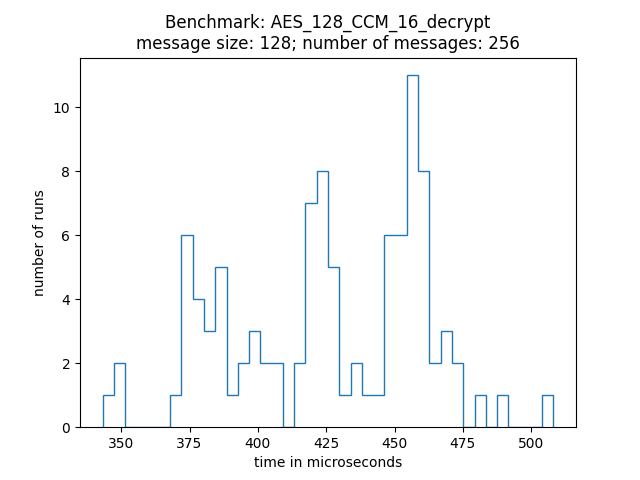 Benchmark: AES_128_CCM_16_decrypt
message size: 128; number of messages: 256
number of runs
10
8
6
4
2
0
350 375 400 425 450 475 500
time in microseconds